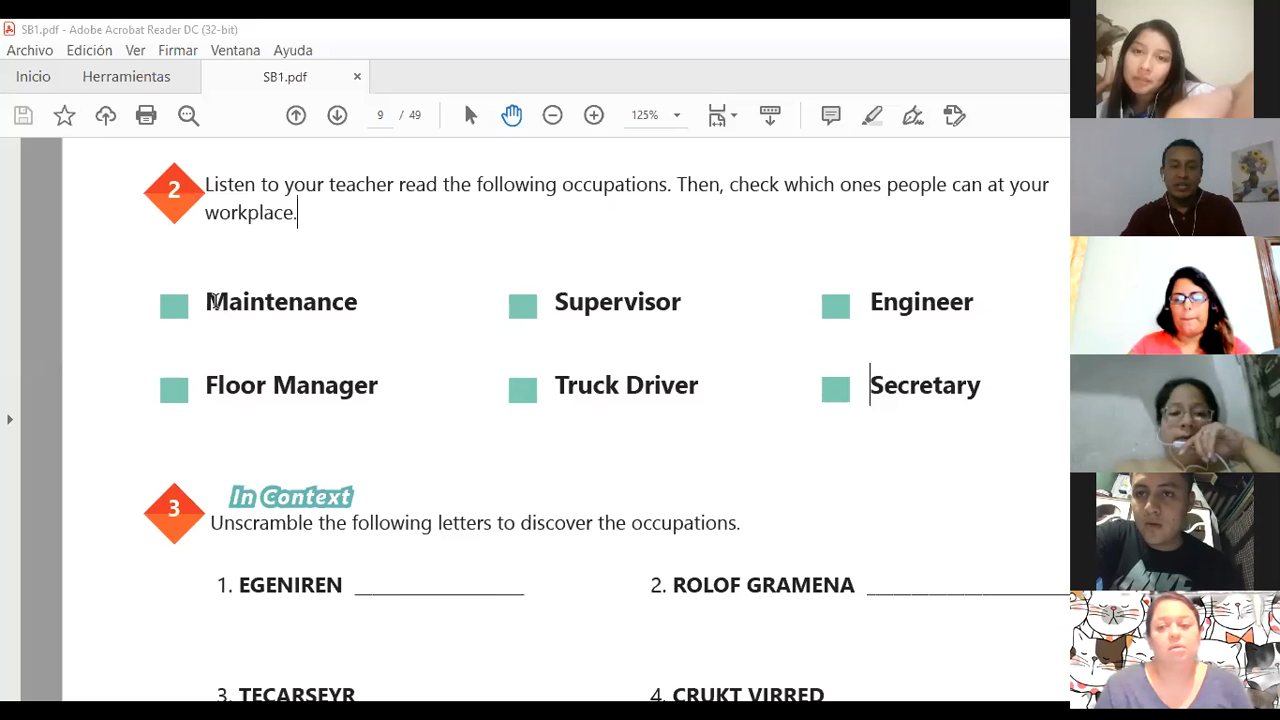 SB1.pdf - Adobe Acrobat Reader DC (32-bit)
Archivo Edición Ver Firmar Ventana Ayuda
Inicio Herramientas SB1.pdf ×
9 / 49 125%
2 Listen to your teacher read the following occupations. Then, check which ones people can at your
workplace.
Maintenance Supervisor Engineer
Floor Manager Truck Driver Secretary
In Context
3 Unscramble the following letters to discover the occupations.
1. EGENIREN ________________ 2. ROLOF GRAMENA ________________
3. TECARSEYR 4. CRUKT VIRRED